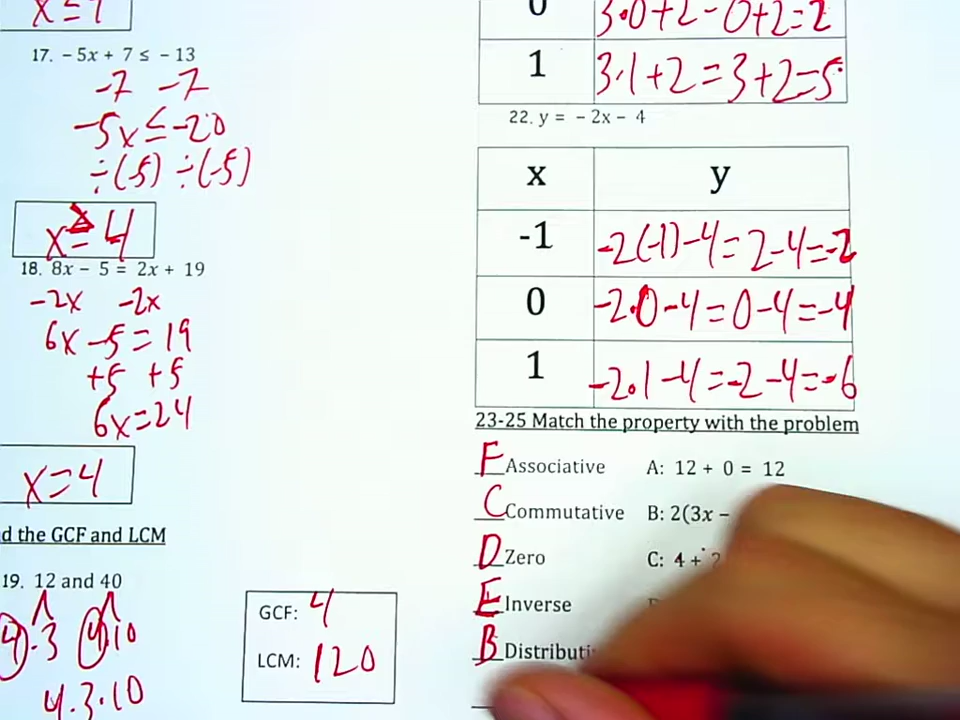 17. – 5x + 7 ≤ – 13
-7 -7
-5x ≤ -20
÷(-5) ÷(-5)
x ≥ 4
18. 8x – 5 = 2x + 19
-2x -2x
6x -5 = 19
+5 +5
6x = 24
x = 4
d the GCF and LCM
19. 12 and 40
4·3 4·10
4·3·10
GCF: 4
LCM: 120
0 3·0+2=0+2=2
1 3·1+2=3+2=5
22. y = – 2x – 4
x y
-1 -2(-1)-4=2-4=-2
0 -2·0-4=0-4=-4
1 -2·1-4=-2-4=-6
23-25 Match the property with the problem
F Associative A: 12 + 0 = 12
C Commutative B: 2(3x –
D Zero C: 4 +
E Inverse
B Distributi